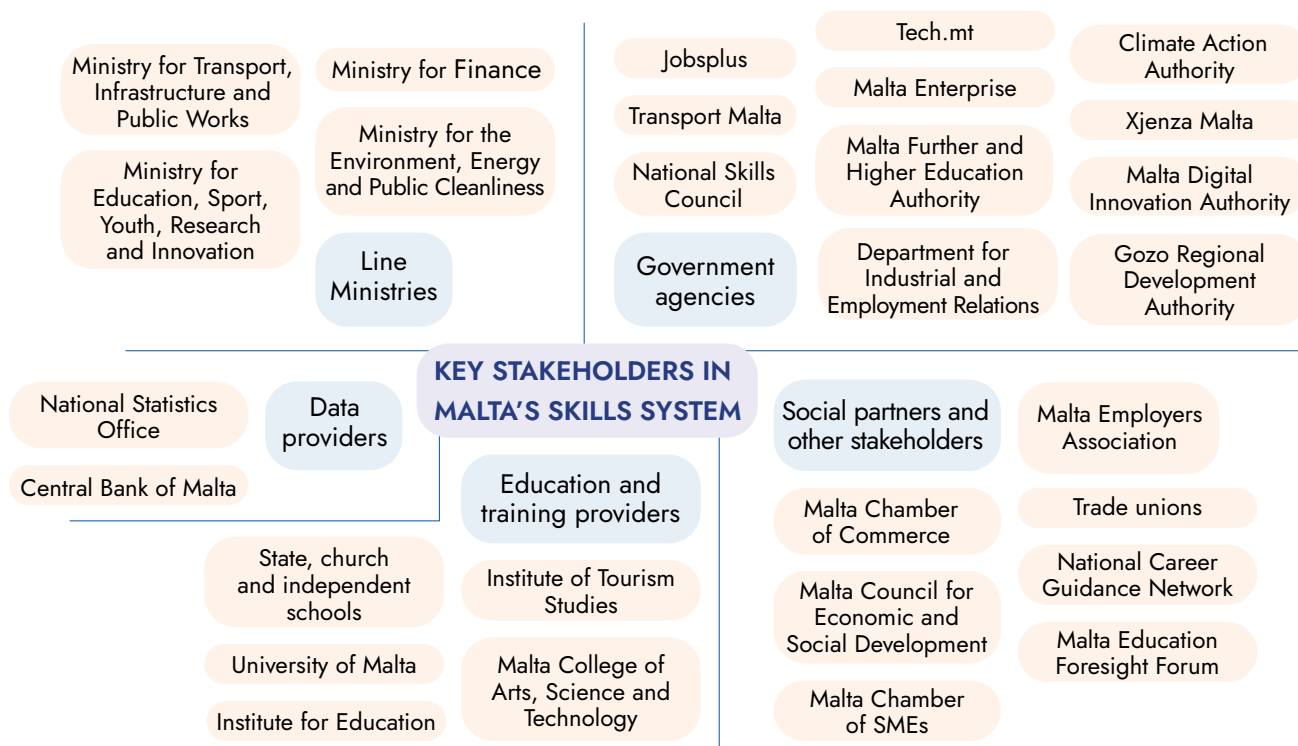 Ministry for Transport,
Infrastructure and
Public Works
Ministry for Finance
Ministry for
Education, Sport,
Youth, Research
and Innovation
Ministry for the
Environment, Energy
and Public Cleanliness
Line
Ministries
Jobsplus
Transport Malta
National Skills
Council
Government
agencies
Tech.mt
Malta Enterprise
Malta Further and
Higher Education
Authority
Department for
Industrial and
Employment Relations
Climate Action
Authority
Xjenza Malta
Malta Digital
Innovation Authority
Gozo Regional
Development
Authority
KEY STAKEHOLDERS IN
MALTA’S SKILLS SYSTEM
National Statistics
Office
Central Bank of Malta
Data
providers
Education and
training providers
State, church
and independent
schools
University of Malta
Institute for Education
Institute of Tourism
Studies
Malta College of
Arts, Science and
Technology
Social partners and
other stakeholders
Malta Chamber
of Commerce
Malta Council for
Economic and
Social Development
Malta Chamber
of SMEs
Malta Employers
Association
Trade unions
National Career
Guidance Network
Malta Education
Foresight Forum